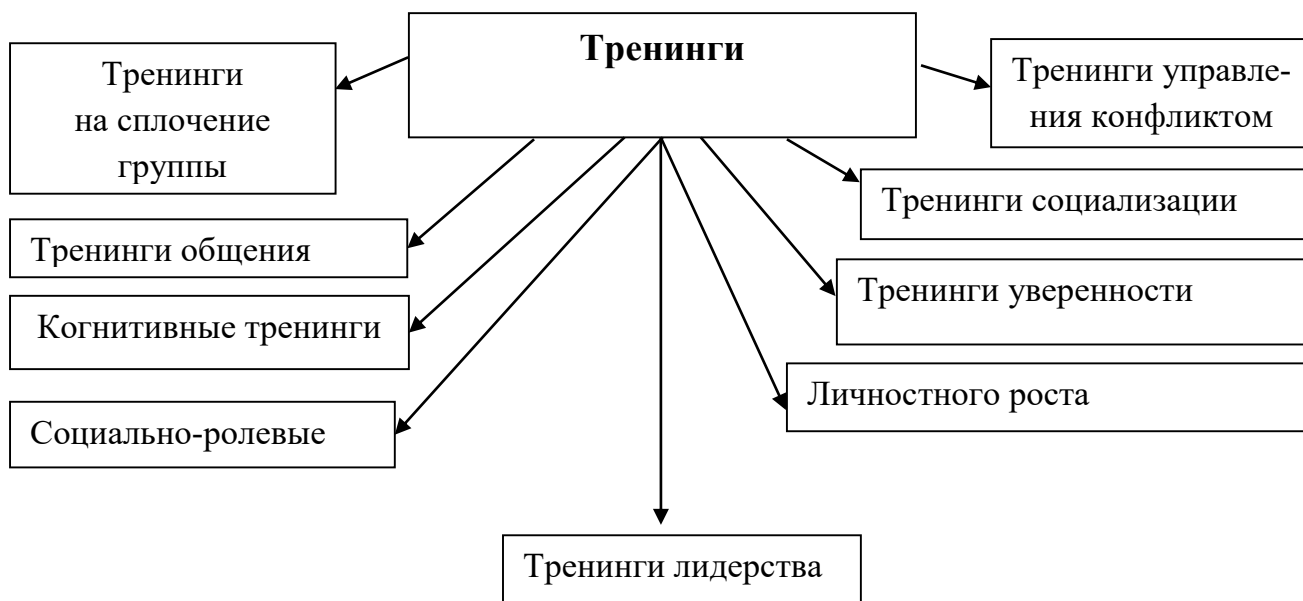 Тренинги
Тренинги
на сплочение
группы
Тренинги управле-
ния конфликтом
Тренинги социализации
Тренинги общения
Тренинги уверенности
Когнитивные тренинги
Личностного роста
Социально-ролевые
Тренинги лидерства